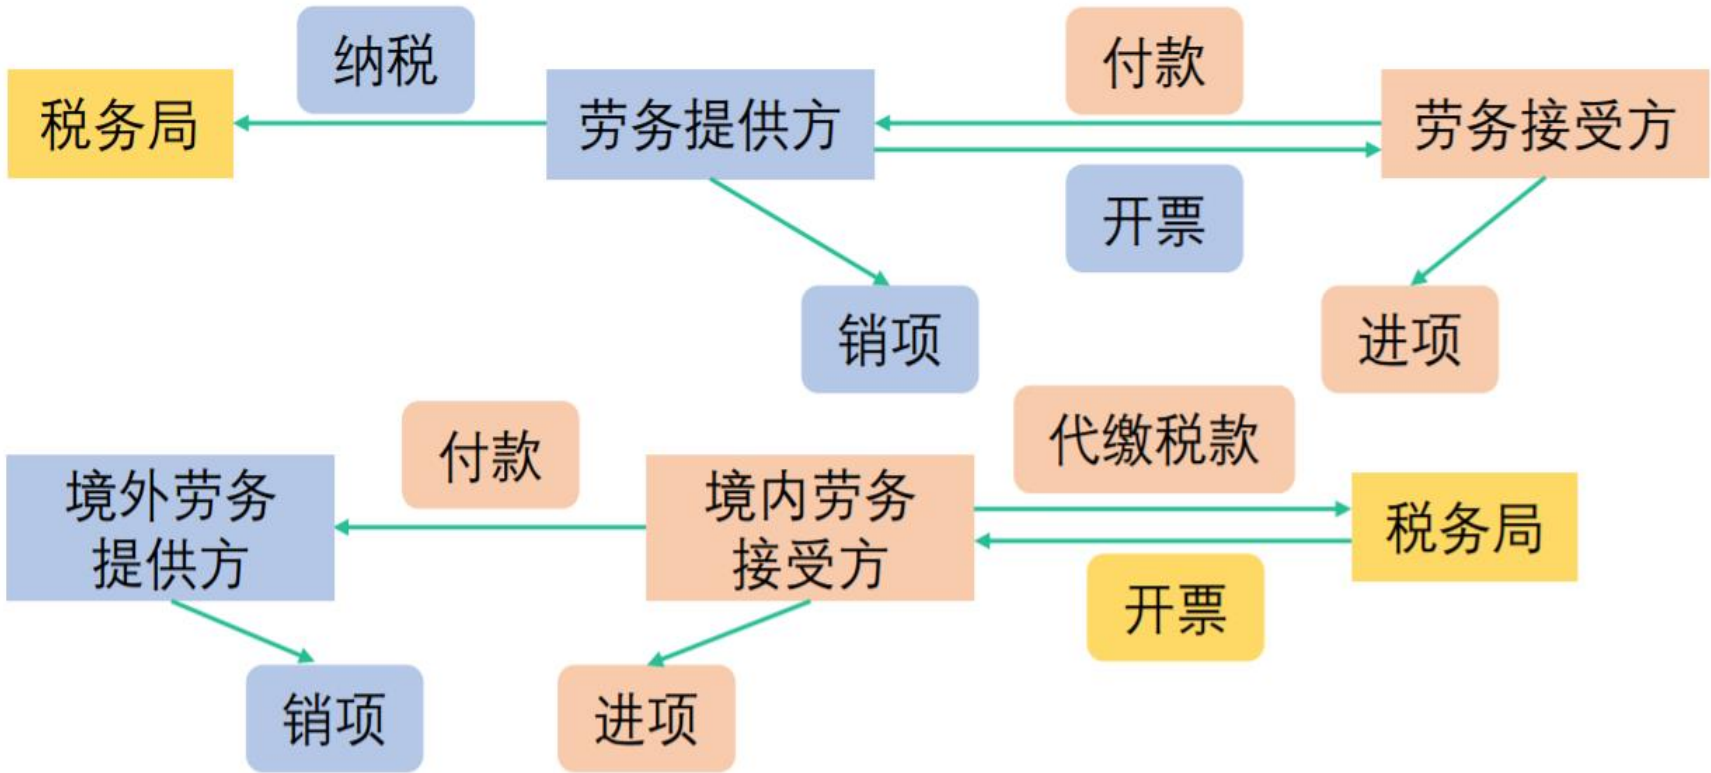 纳税
付款
税务局
劳务提供方
劳务接受方
开票
销项
进项
付款
代缴税款
境外劳务
提供方
境内劳务
接受方
税务局
开票
销项
进项